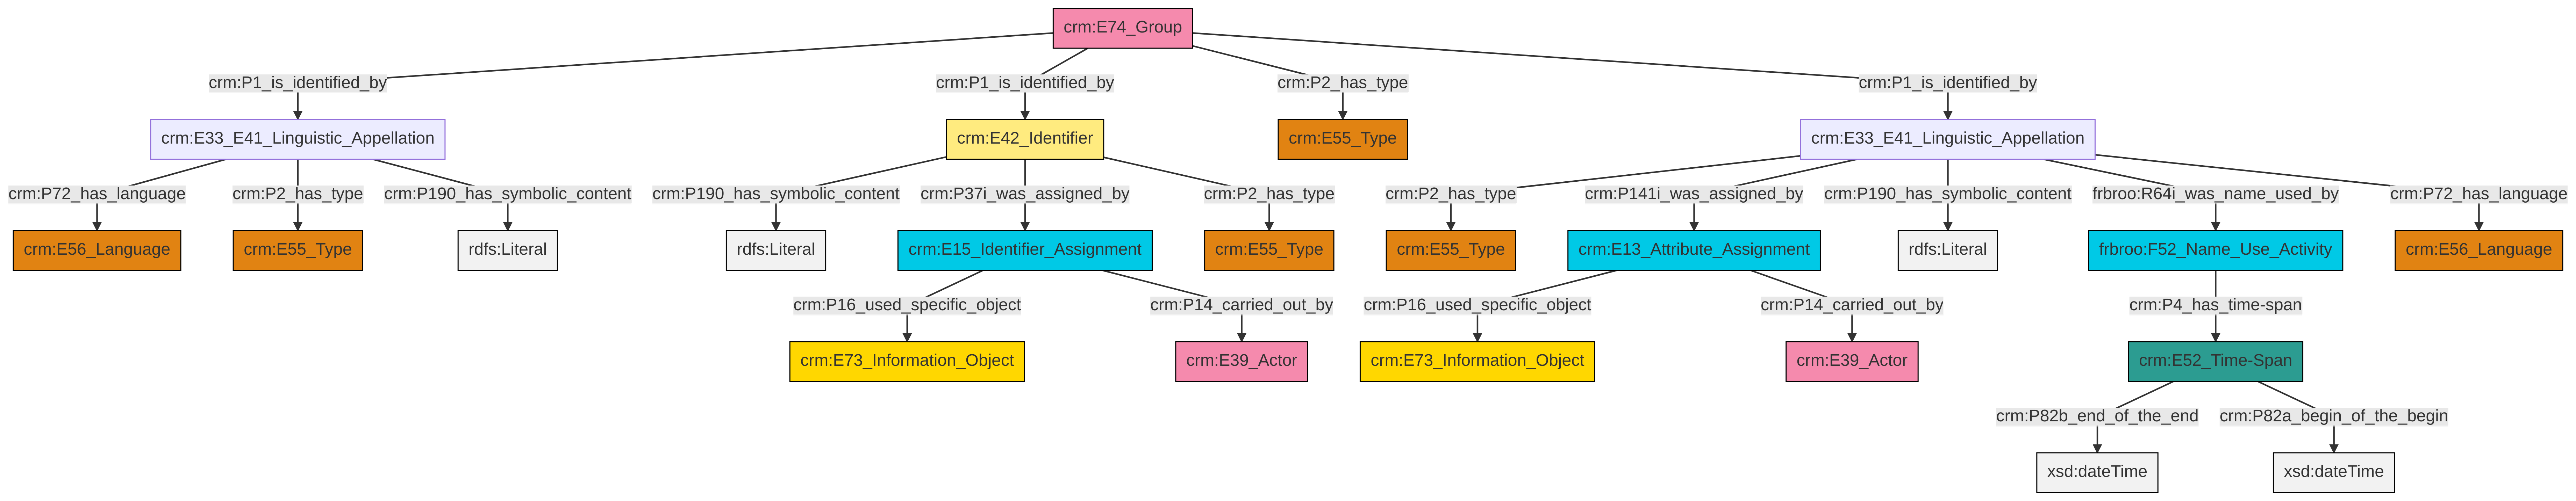 crm:E74_Group
crm:P1_is_identified_by
crm:P1_is_identified_by
crm:P2_has_type
crm:P1_is_identified_by
crm:E33_E41_Linguistic_Appellation
crm:E42_Identifier
crm:E55_Type
crm:E33_E41_Linguistic_Appellation
crm:P72_has_language
crm:P2_has_type
crm:P190_has_symbolic_content
crm:P190_has_symbolic_content
crm:P37i_was_assigned_by
crm:P2_has_type
crm:P2_has_type
crm:P141i_was_assigned_by
crm:P190_has_symbolic_content
frbroo:R64i_was_name_used_by
crm:P72_has_language
crm:E56_Language
crm:E55_Type
rdfs:Literal
rdfs:Literal
crm:E15_Identifier_Assignment
crm:E55_Type
crm:E55_Type
crm:E13_Attribute_Assignment
rdfs:Literal
frbroo:F52_Name_Use_Activity
crm:E56_Language
crm:P16_used_specific_object
crm:P14_carried_out_by
crm:P16_used_specific_object
crm:P14_carried_out_by
crm:P4_has_time-span
crm:E73_Information_Object
crm:E39_Actor
crm:E73_Information_Object
crm:E39_Actor
crm:E52_Time-Span
crm:P82b_end_of_the_end
crm:P82a_begin_of_the_begin
xsd:dateTime
xsd:dateTime